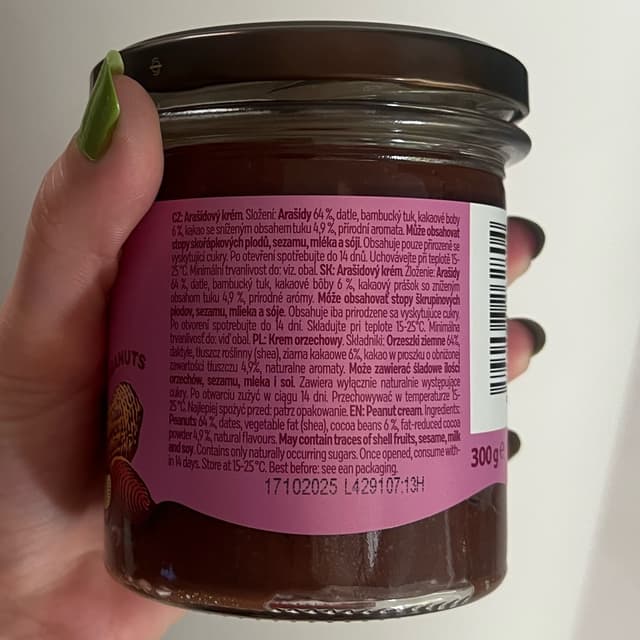 CZ: Arašídový krém. Složení: Arašídy 64 %, datle, bambucký tuk, kakaové boby
6 %, kakao se sníženým obsahem tuku 4,9 %, přírodní aromata. Může obsahovat
stopy skořápkových plodů, sezamu, mléka a sóji. Obsahuje pouze přirozeně se
vyskytující cukry. Po otevření spotřebujte do 14 dnů. Uchovávejte při teplotě 15-
25°C. Minimální trvanlivost do: viz. obal. SK: Arašidový krém. Zloženie: Arašidy
64 %, datle, bambucký tuk, kakaové bôby 6 %, kakaový prášok so zníženým
obsahom tuku 4,9 %, prírodné arómy. Môže obsahovať stopy škrupinových
plodov, sezamu, mlieka a sóje. Obsahuje iba prirodzene sa vyskytujúce cukry.
Po otvorení spotrebujte do 14 dní. Skladujte pri teplote 15-25°C. Minimálna
trvanlivosť do: viď obal. PL: Krem orzechowy. Składniki: Orzeszki ziemne 64%,
daktyle, tłuszcz roślinny (shea), ziarna kakaowe 6%, kakao w proszku o obniżonej
zawartości tłuszczu 4,9%, naturalne aromaty. Może zawierać śladowe ilości
orzechów, sezamu, mleka i soi. Zawiera wyłącznie naturalnie występujące
cukry. Po otwarciu zużyć w ciągu 14 dni. Przechowywać w temperaturze 15-
25 °C. Najlepiej spożyć przed: patrz opakowanie. EN: Peanut cream. Ingredients:
Peanuts 64 %, dates, vegetable fat (shea), cocoa beans 6 %, fat-reduced cocoa
powder 4,9 %, natural flavours. May contain traces of shell fruits, sesame, milk
and soy. Contains only naturally occurring sugars. Once opened, consume with-
in 14 days. Store at 15-25 °C. Best before: see ean packaging.
300 g e
17102025 L429107:13H